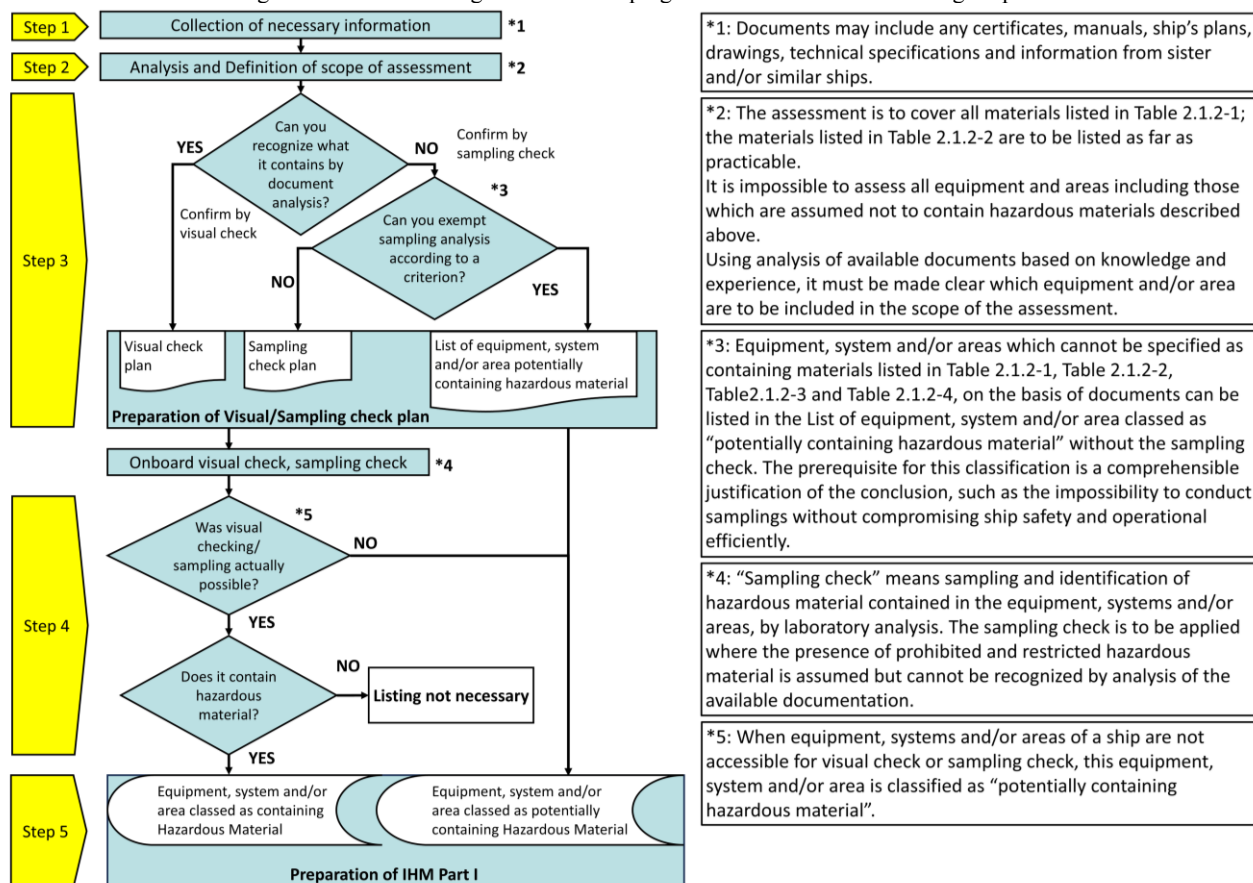 Step 1
Collection of necessary information
*1
Step 2
Analysis and Definition of scope of assessment
*2
Step 3
Can you
recognize what
it contains by
document
analysis?
YES
NO
Confirm by
sampling check
Confirm by
visual check
*3
Can you exempt
sampling analysis
according to a
criterion?
NO
YES
Visual check
plan
Sampling
check plan
List of equipment, system
and/or area potentially
containing hazardous material
Preparation of Visual/Sampling check plan
Onboard visual check, sampling check
*4
Step 4
*5
Was visual
checking/
sampling actually
possible?
NO
YES
Does it contain
hazardous
material?
NO
Listing not necessary
YES
Step 5
Equipment, system and/or
area classed as containing
Hazardous Material
Equipment, system and/or
area classed as potentially
containing Hazardous Material
Preparation of IHM Part I
*1: Documents may include any certificates, manuals, ship's plans,
drawings, technical specifications and information from sister
and/or similar ships.
*2: The assessment is to cover all materials listed in Table 2.1.2-1;
the materials listed in Table 2.1.2-2 are to be listed as far as
practicable.
It is impossible to assess all equipment and areas including those
which are assumed not to contain hazardous materials described
above.
Using analysis of available documents based on knowledge and
experience, it must be made clear which equipment and/or area
are to be included in the scope of the assessment.
*3: Equipment, system and/or areas which cannot be specified as
containing materials listed in Table 2.1.2-1, Table 2.1.2-2,
Table2.1.2-3 and Table 2.1.2-4, on the basis of documents can be
listed in the List of equipment, system and/or area classed as
“potentially containing hazardous material” without the sampling
check. The prerequisite for this classification is a comprehensible
justification of the conclusion, such as the impossibility to conduct
samplings without compromising ship safety and operational
efficiently.
*4: “Sampling check” means sampling and identification of
hazardous material contained in the equipment, systems and/or
areas, by laboratory analysis. The sampling check is to be applied
where the presence of prohibited and restricted hazardous
material is assumed but cannot be recognized by analysis of the
available documentation.
*5: When equipment, systems and/or areas of a ship are not
accessible for visual check or sampling check, this equipment,
system and/or area is classified as “potentially containing
hazardous material”.